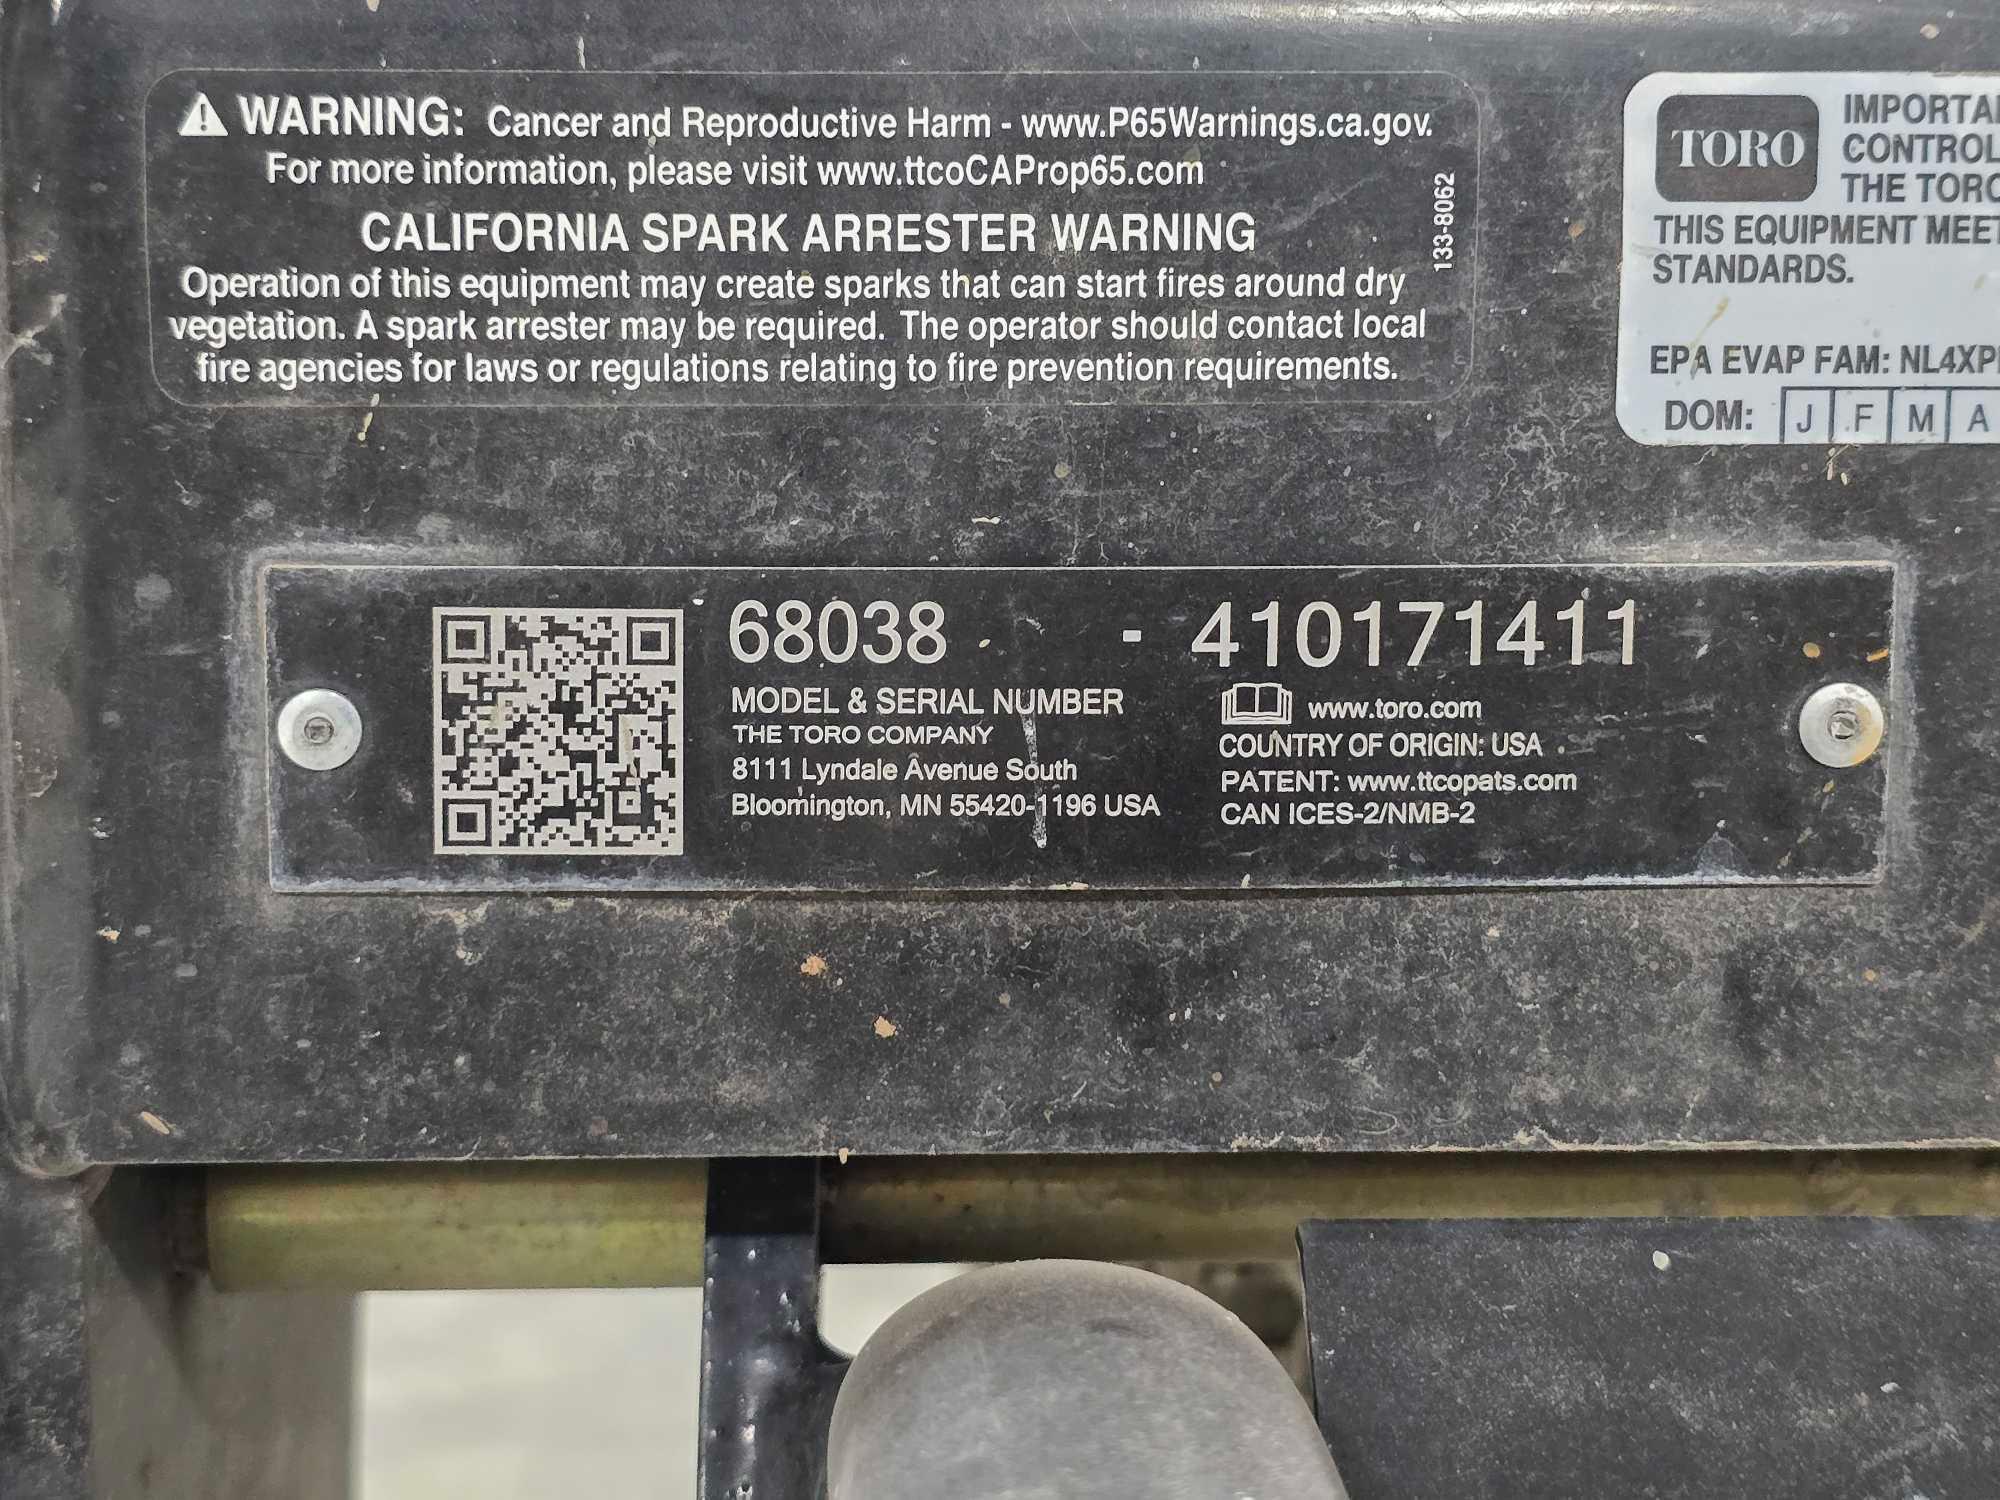 WARNING: Cancer and Reproductive Harm - www.P65Warnings.ca.gov.
For more information, please visit www.ttcoCAProp65.com
CALIFORNIA SPARK ARRESTER WARNING
Operation of this equipment may create sparks that can start fires around dry
vegetation. A spark arrester may be required. The operator should contact local
fire agencies for laws or regulations relating to fire prevention requirements.
133-8062
TORO
IMPORTA
CONTROL
THE TORO
THIS EQUIPMENT MEET
STANDARDS.
EPA EVAP FAM: NL4XP
DOM: J F M A
68038 - 410171411
MODEL & SERIAL NUMBER
THE TORO COMPANY
8111 Lyndale Avenue South
Bloomington, MN 55420-1196 USA
www.toro.com
COUNTRY OF ORIGIN: USA
PATENT: www.ttcopats.com
CAN ICES-2/NMB-2